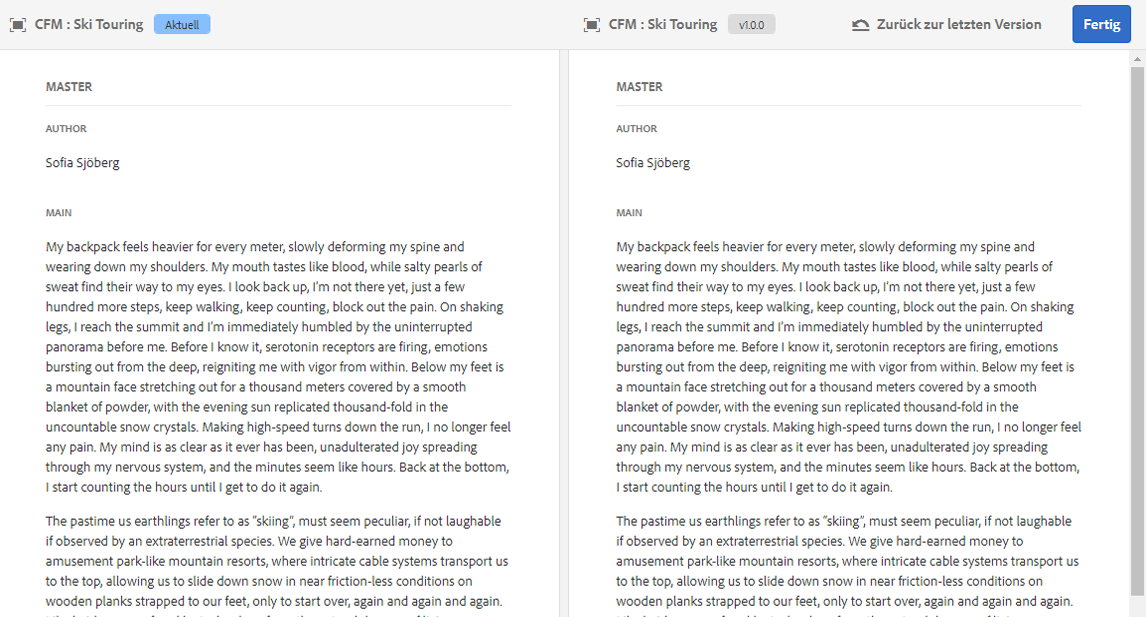 CFM : Ski Touring Aktuell
CFM : Ski Touring v1.0.0 Zurück zur letzten Version Fertig
MASTER
AUTHOR
Sofia Sjöberg
MAIN
My backpack feels heavier for every meter, slowly deforming my spine and
wearing down my shoulders. My mouth tastes like blood, while salty pearls of
sweat find their way to my eyes. I look back up, I'm not there yet, just a few
hundred more steps, keep walking, keep counting, block out the pain. On shaking
legs, I reach the summit and I'm immediately humbled by the uninterrupted
panorama before me. Before I know it, serotonin receptors are firing, emotions
bursting out from the deep, reigniting me with vigor from within. Below my feet is
a mountain face stretching out for a thousand meters covered by a smooth
blanket of powder, with the evening sun replicated thousand-fold in the
uncountable snow crystals. Making high-speed turns down the run, I no longer feel
any pain. My mind is as clear as it ever has been, unadulterated joy spreading
through my nervous system, and the minutes seem like hours. Back at the bottom,
I start counting the hours until I get to do it again.
The pastime us earthlings refer to as "skiing", must seem peculiar, if not laughable
if observed by an extraterrestrial species. We give hard-earned money to
amusement park-like mountain resorts, where intricate cable systems transport us
to the top, allowing us to slide down snow in near friction-less conditions on
wooden planks strapped to our feet, only to start over, again and again and again.
MASTER
AUTHOR
Sofia Sjöberg
MAIN
My backpack feels heavier for every meter, slowly deforming my spine and
wearing down my shoulders. My mouth tastes like blood, while salty pearls of
sweat find their way to my eyes. I look back up, I'm not there yet, just a few
hundred more steps, keep walking, keep counting, block out the pain. On shaking
legs, I reach the summit and I'm immediately humbled by the uninterrupted
panorama before me. Before I know it, serotonin receptors are firing, emotions
bursting out from the deep, reigniting me with vigor from within. Below my feet is
a mountain face stretching out for a thousand meters covered by a smooth
blanket of powder, with the evening sun replicated thousand-fold in the
uncountable snow crystals. Making high-speed turns down the run, I no longer feel
any pain. My mind is as clear as it ever has been, unadulterated joy spreading
through my nervous system, and the minutes seem like hours. Back at the bottom,
I start counting the hours until I get to do it again.
The pastime us earthlings refer to as "skiing", must seem peculiar, if not laughable
if observed by an extraterrestrial species. We give hard-earned money to
amusement park-like mountain resorts, where intricate cable systems transport us
to the top, allowing us to slide down snow in near friction-less conditions on
wooden planks strapped to our feet, only to start over, again and again and again.